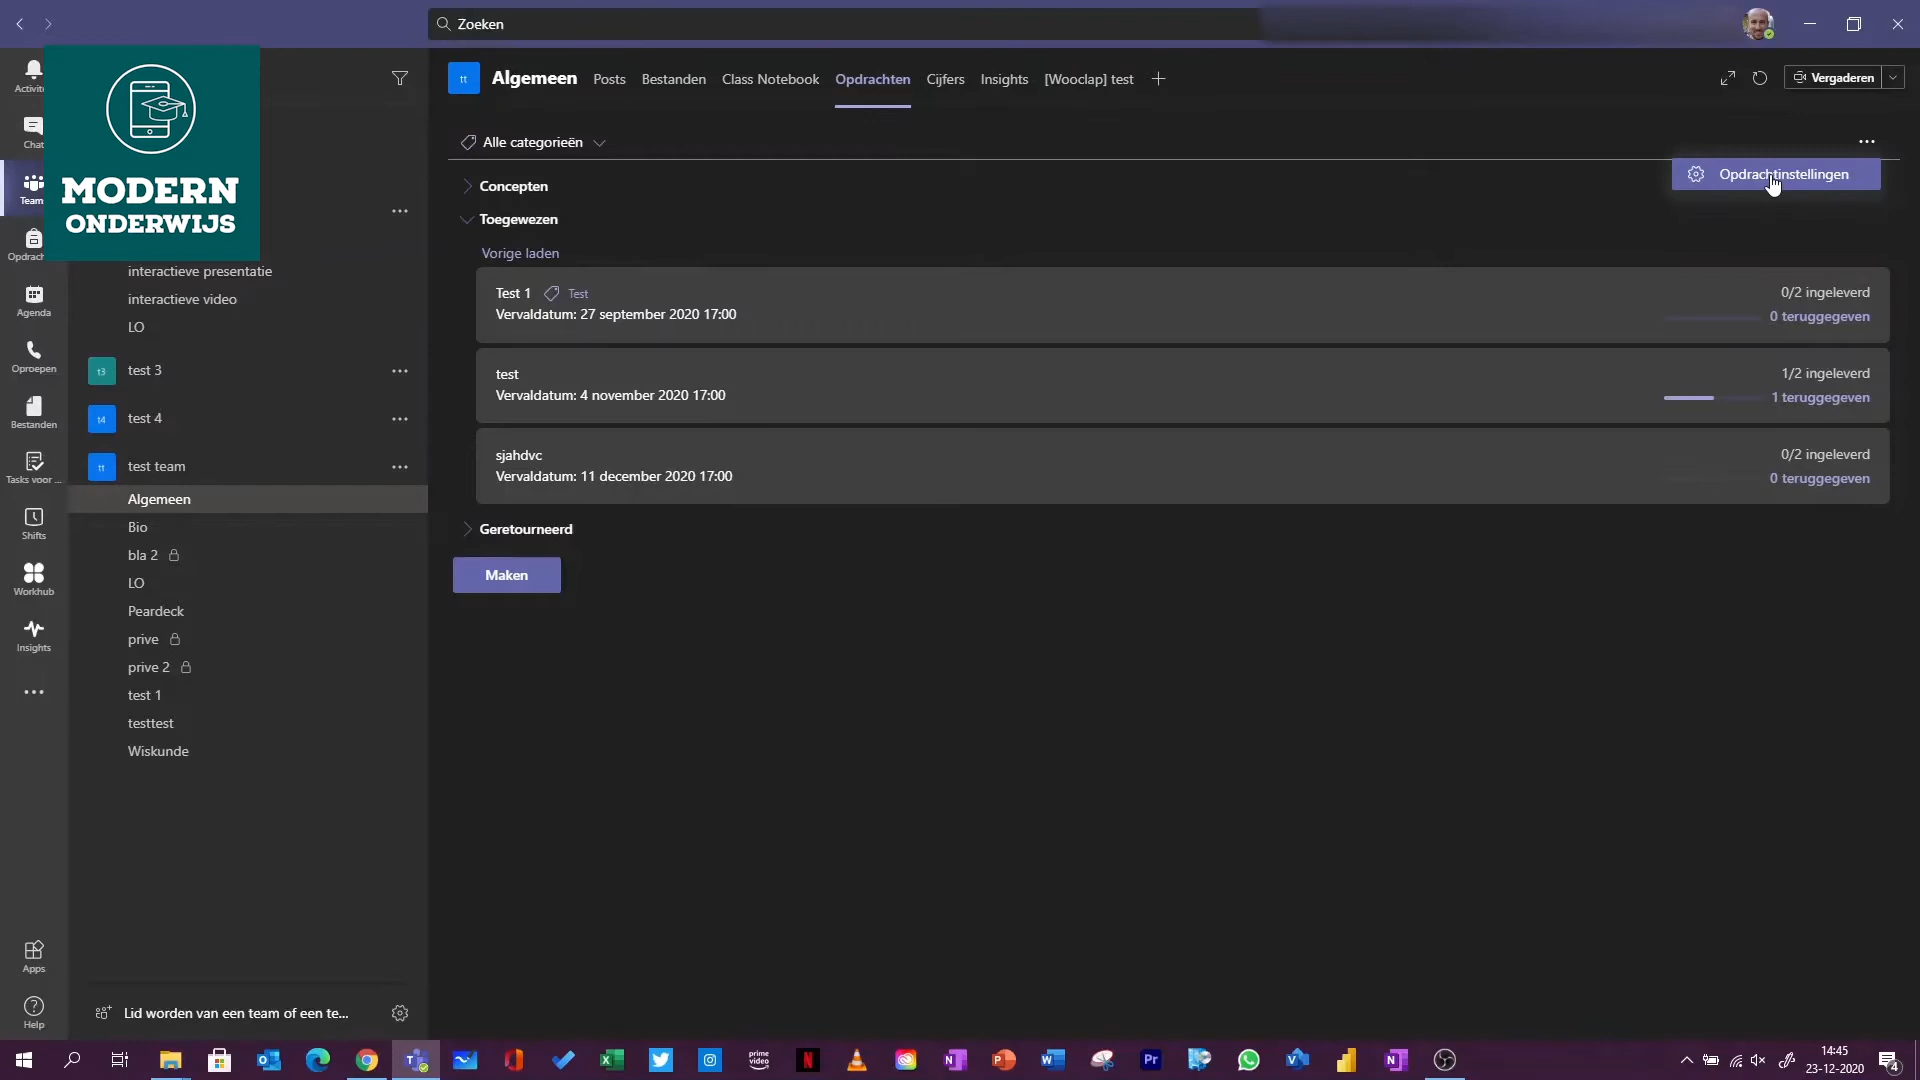 Zoeken
Activite
Chat
Team
Opdrach
Agenda
Oproepen
Bestanden
Tasks voor ...
Shifts
Workhub
Insights
Apps
Help
MODERN
ONDERWIJS
interactieve presentatie
interactieve video
LO
t3 test 3
t4 test 4
tt test team
Algemeen
Bio
bla 2
LO
Peardeck
prive
prive 2
test 1
testtest
Wiskunde
Lid worden van een team of een te...
tt Algemeen Posts Bestanden Class Notebook Opdrachten Cijfers Insights [Wooclap] test
Vergaderen
Alle categorieën
Opdrachtinstellingen
Concepten
Toegewezen
Vorige laden
Test 1 Test
Vervaldatum: 27 september 2020 17:00
0/2 ingeleverd
0 teruggegeven
test
Vervaldatum: 4 november 2020 17:00
1/2 ingeleverd
1 teruggegeven
sjahdvc
Vervaldatum: 11 december 2020 17:00
0/2 ingeleverd
0 teruggegeven
Geretourneerd
Maken
prime
video
Pr
14:45
23-12-2020
4